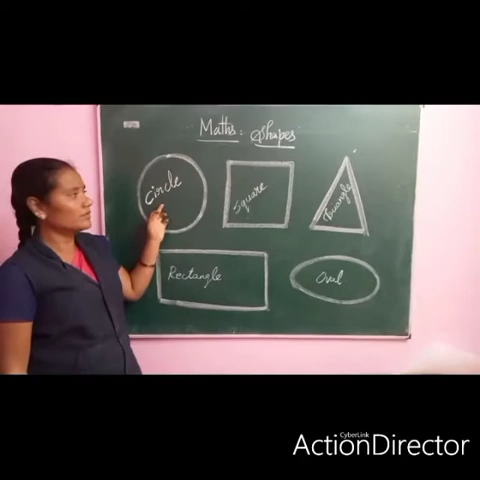 Maths: Shapes
Circle
Square
Triangle
Rectangle
Oval
CyberLink
ActionDirector